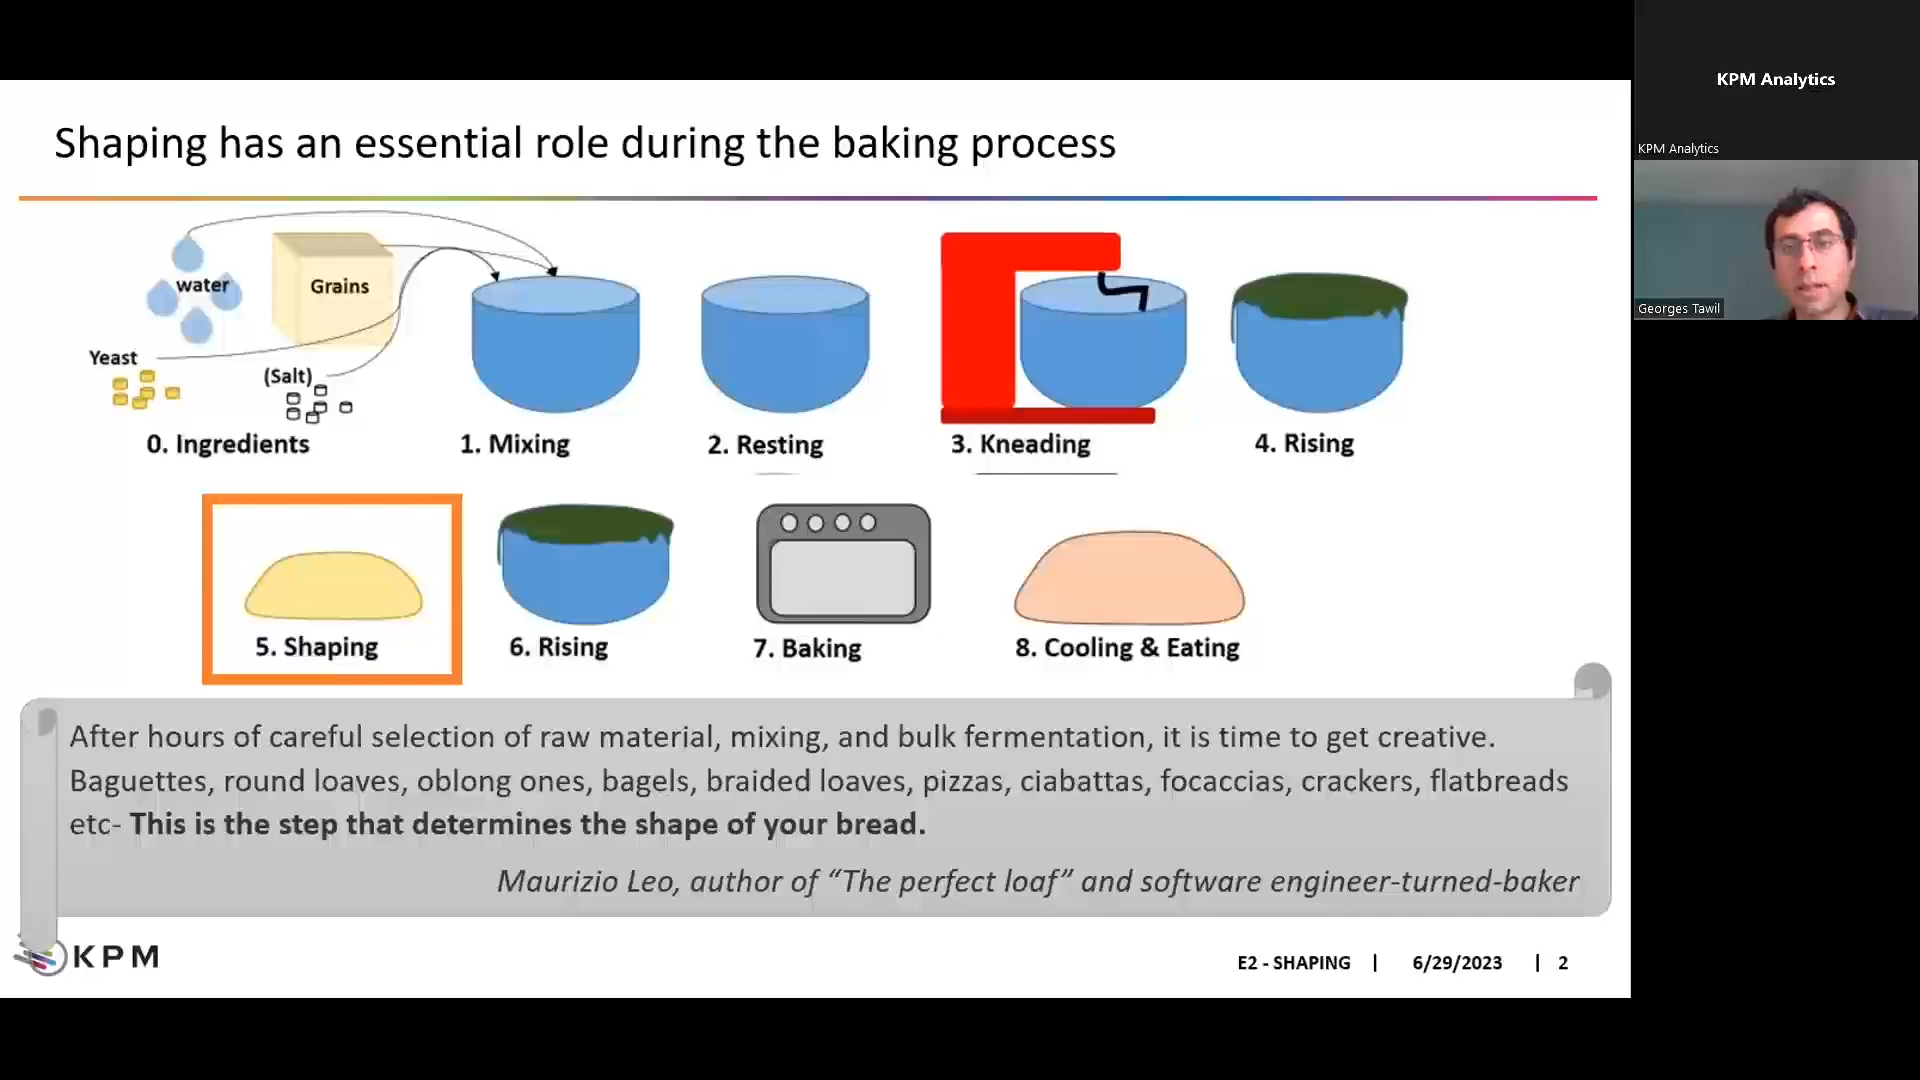 KPM Analytics
KPM Analytics
Georges Tawil
Shaping has an essential role during the baking process
water
Grains
Yeast
(Salt)
0. Ingredients
1. Mixing
2. Resting
3. Kneading
4. Rising
5. Shaping
6. Rising
7. Baking
8. Cooling & Eating
After hours of careful selection of raw material, mixing, and bulk fermentation, it is time to get creative.
Baguettes, round loaves, oblong ones, bagels, braided loaves, pizzas, ciabattas, focaccias, crackers, flatbreads
etc- This is the step that determines the shape of your bread.
Maurizio Leo, author of “The perfect loaf” and software engineer-turned-baker
KPM
E2 - SHAPING | 6/29/2023 | 2